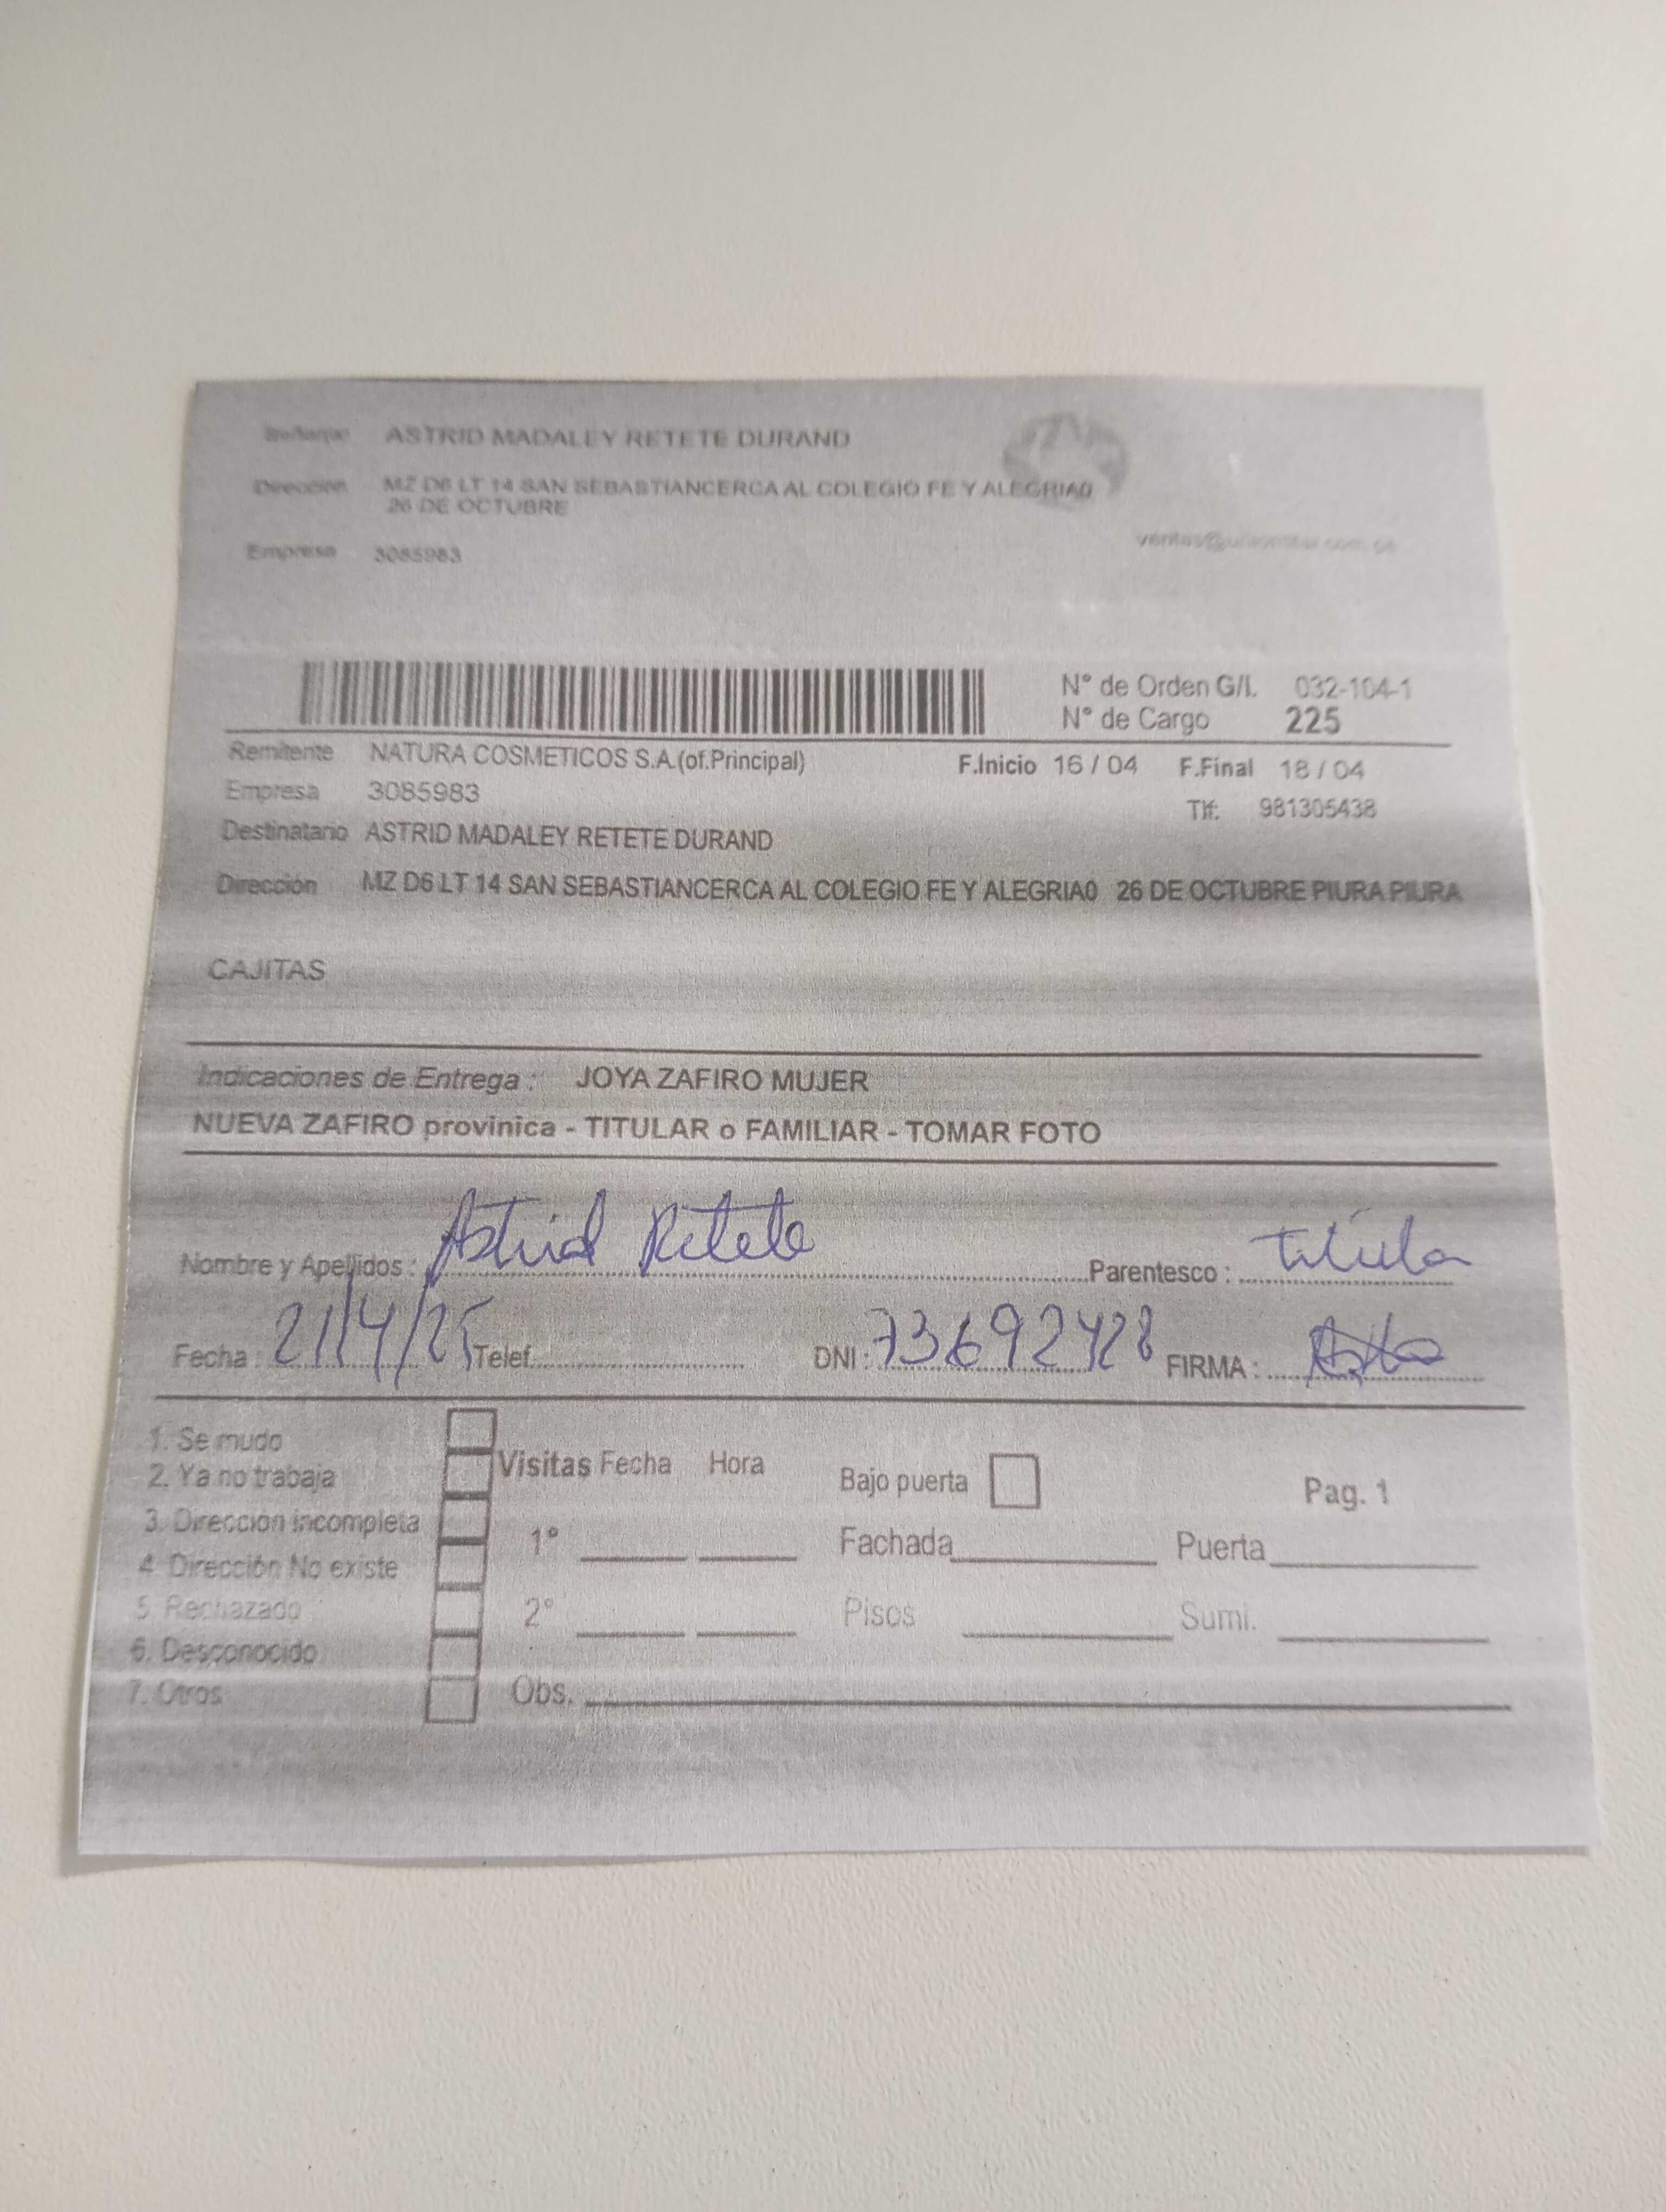 Señor(a) ASTRID MADALEY RETETE DURAND
Dirección MZ D6 LT 14 SAN SEBASTIANCERCA AL COLEGIO FE Y ALEGRIA0
26 DE OCTUBRE
Empresa 3085983
N° de Orden G/I. 032-104-1
N° de Cargo 225
Remitente NATURA COSMETICOS S.A.(of.Principal) F.Inicio 16 / 04 F.Final 18 / 04
Empresa 3085983 Tlf: 981305438
Destinatario ASTRID MADALEY RETETE DURAND
Dirección MZ D6 LT 14 SAN SEBASTIANCERCA AL COLEGIO FE Y ALEGRIA0 26 DE OCTUBRE PIURA PIURA
CAJITAS
Indicaciones de Entrega : JOYA ZAFIRO MUJER
NUEVA ZAFIRO provinica - TITULAR o FAMILIAR - TOMAR FOTO
Nombre y Apellidos : Astrid Retete Parentesco : titula
Fecha : 21/4/25 Telef. DNI : 73692428 FIRMA :
1. Se mudo
2. Ya no trabaja
3. Dirección incompleta
4. Dirección No existe
5. Rechazado
6. Desconocido
7. Otros
Visitas Fecha Hora
1°
2°
Obs.
Bajo puerta
Fachada Puerta
Pisos Sumi.
Pag. 1